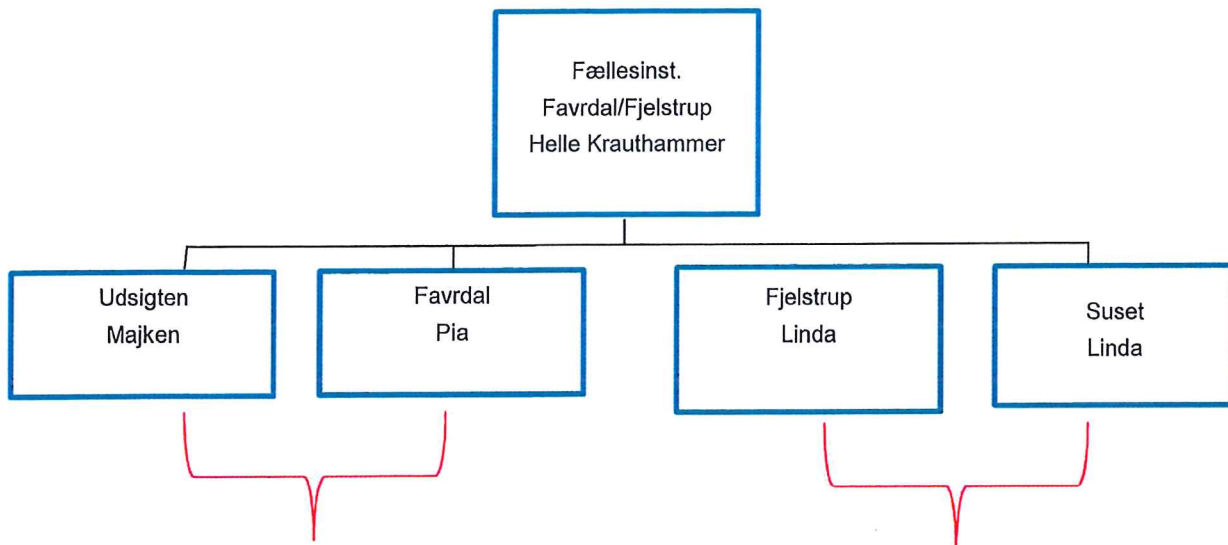 Fællesinst.
Favrdal/Fjelstrup
Helle Krauthammer
Udsigten
Majken
Favrdal
Pia
Fjelstrup
Linda
Suset
Linda